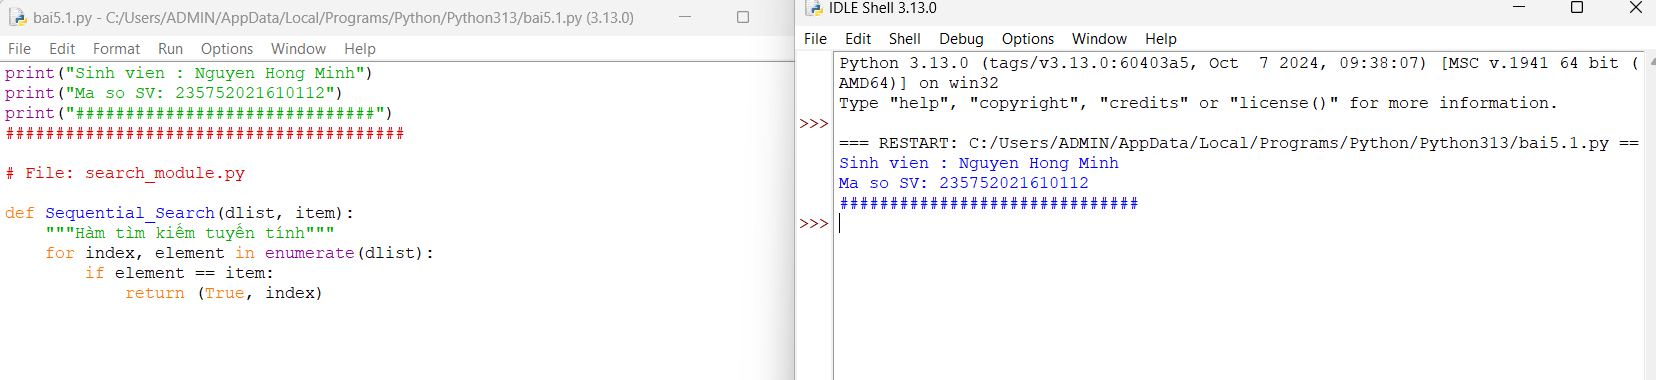 bai5.1.py - C:/Users/ADMIN/AppData/Local/Programs/Python/Python313/bai5.1.py (3.13.0)
File Edit Format Run Options Window Help
print("Sinh vien : Nguyen Hong Minh")
print("Ma so SV: 235752021610112")
print("##############################")
########################################
# File: search_module.py
def Sequential_Search(dlist, item):
"""Hàm tìm kiếm tuyến tính"""
for index, element in enumerate(dlist):
if element == item:
return (True, index)
IDLE Shell 3.13.0
File Edit Shell Debug Options Window Help
Python 3.13.0 (tags/v3.13.0:60403a5, Oct  7 2024, 09:38:07) [MSC v.1941 64 bit (
AMD64)] on win32
Type "help", "copyright", "credits" or "license()" for more information.
>>>
=== RESTART: C:/Users/ADMIN/AppData/Local/Programs/Python/Python313/bai5.1.py ==
Sinh vien : Nguyen Hong Minh
Ma so SV: 235752021610112
##############################
>>>